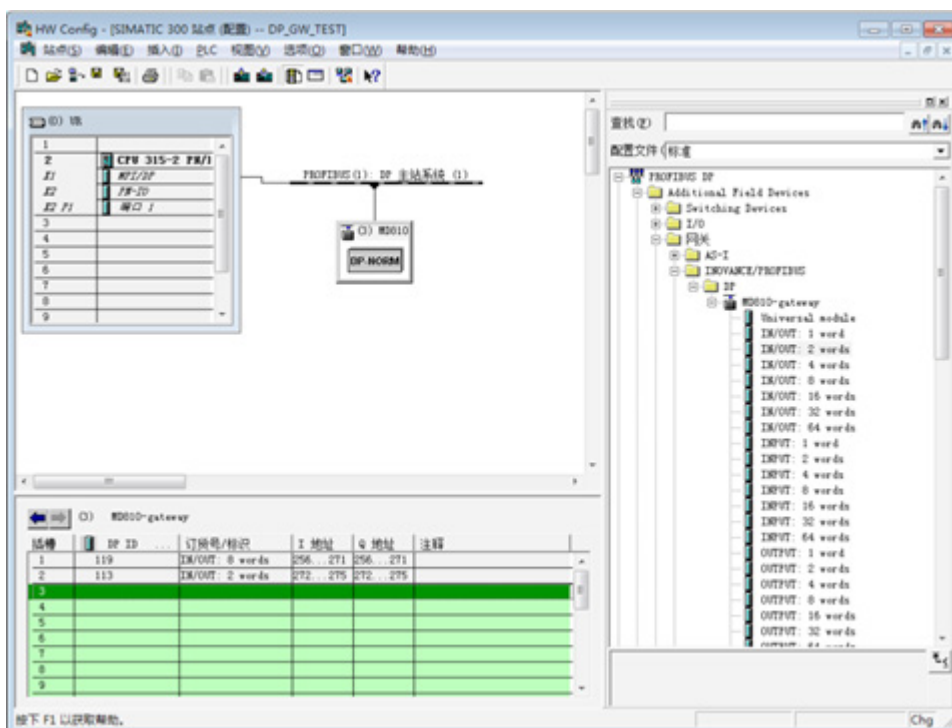 HW Config - [SIMATIC 300 站点 (配置) -- DP_GW_TEST]
站点(S) 编辑(E) 插入(I) PLC 视图(V) 选项(O) 窗口(W) 帮助(H)
(0) UR
1
2 CPU 315-2 PN/
X1 MPI/DP
X2 PN-IO
X2 P1 端口 1
3
4
5
6
7
8
9
PROFIBUS(1): DP 主站系统 (1)
(3) MD810
DP-NORM
查找(F)
配置文件( 标准
PROFIBUS DP
Additional Field Devices
Switching Devices
I/O
网关
AS-I
INOVANCE/PROFIBUS
DP
MD810-gateway
Universal module
IN/OUT: 1 word
IN/OUT: 2 words
IN/OUT: 4 words
IN/OUT: 8 words
IN/OUT: 16 words
IN/OUT: 32 words
IN/OUT: 64 words
INPUT: 1 word
INPUT: 2 words
INPUT: 4 words
INPUT: 8 words
INPUT: 16 words
INPUT: 32 words
INPUT: 64 words
OUTPUT: 1 word
OUTPUT: 2 words
OUTPUT: 4 words
OUTPUT: 8 words
OUTPUT: 16 words
OUTPUT: 32 words
OUTPUT: 64 words
(3) MD810-gateway
插槽 DP ID ... 订货号/标识 I 地址 Q 地址 注释
1 119 IN/OUT: 8 words 256...271 256...271
2 113 IN/OUT: 2 words 272...275 272...275
3
4
5
6
7
8
9
按下 F1 以获取帮助。
Chg